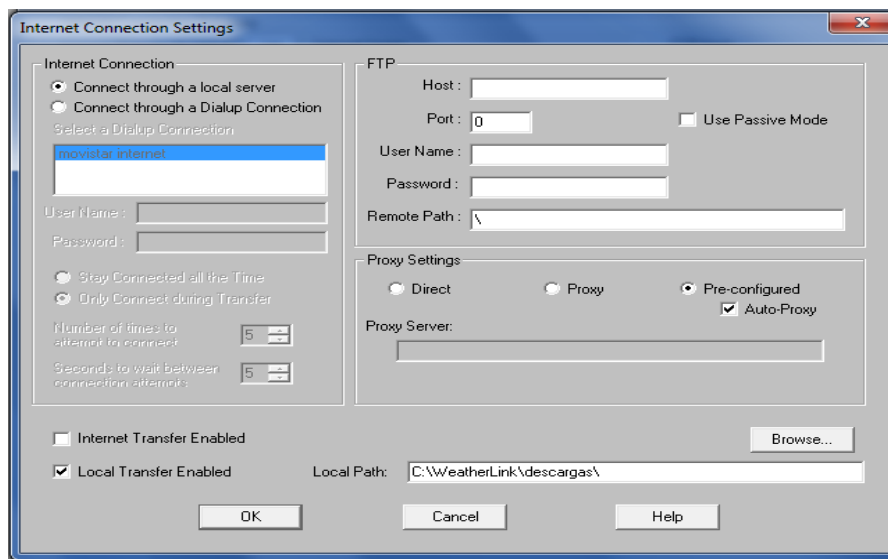 Internet Connection Settings
Internet Connection
Connect through a local server
Connect through a Dialup Connection
Select a Dialup Connection
movistar internet
User Name :
Password :
Stay Connected all the Time
Only Connect during Transfer
Number of times to
attempt to connect
5
Seconds to wait between
connection attempts
5
FTP
Host :
Port : 0
Use Passive Mode
User Name :
Password :
Remote Path : \
Proxy Settings
Direct
Proxy
Pre-configured
Auto-Proxy
Proxy Server:
Internet Transfer Enabled
Browse...
Local Transfer Enabled
Local Path: C:\WeatherLink\descargas\
OK
Cancel
Help